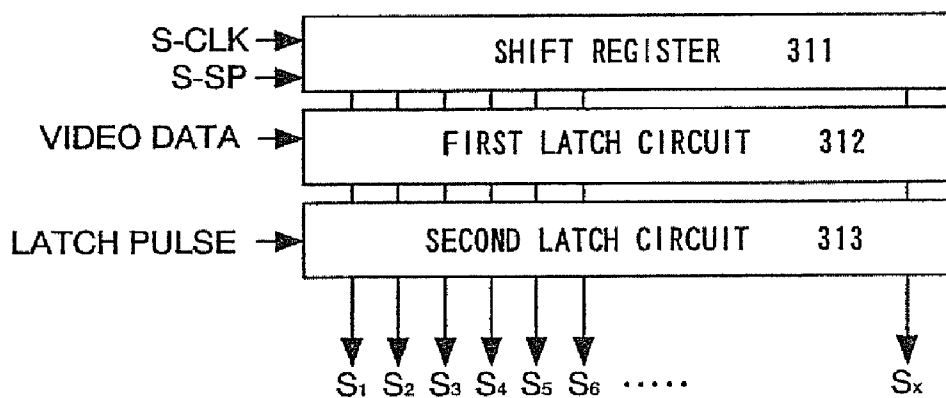 S-CLK
S-SP
SHIFT REGISTER 311
VIDEO DATA
FIRST LATCH CIRCUIT 312
LATCH PULSE
SECOND LATCH CIRCUIT 313
S1 S2 S3 S4 S5 S6 ..... Sx